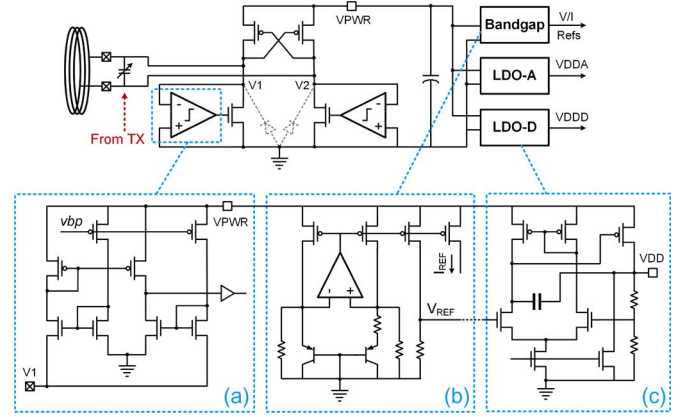 VPWR
Bandgap
V/I
Refs
LDO-A
VDDA
LDO-D
VDDD
V1
V2
From TX
vbp
VPWR
V1
(a)
IREF
VREF
(b)
VDD
(c)